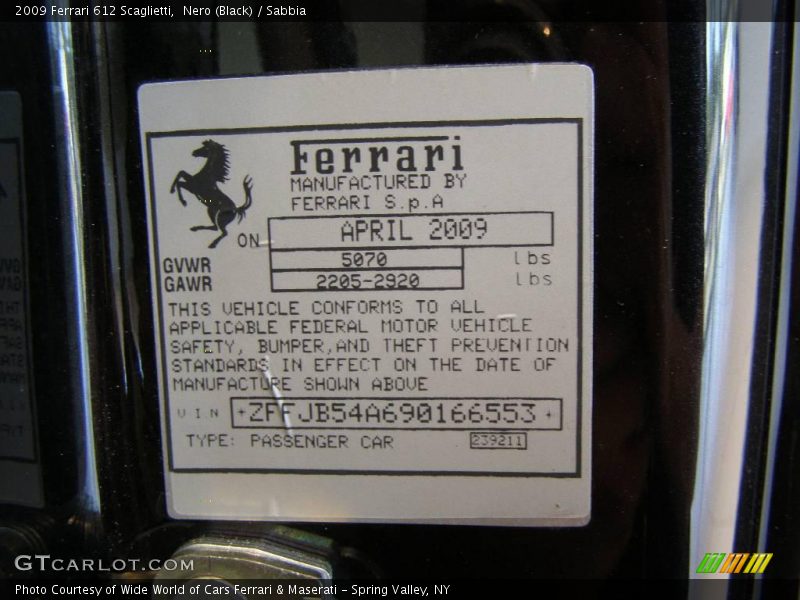 2009 Ferrari 612 Scaglietti,  Nero (Black) / Sabbia
Ferrari
MANUFACTURED BY
FERRARI S.p.A
ON APRIL 2009
GVWR 5070 lbs
GAWR 2205-2920 lbs
THIS VEHICLE CONFORMS TO ALL
APPLICABLE FEDERAL MOTOR VEHICLE
SAFETY, BUMPER,AND THEFT PREVENTION
STANDARDS IN EFFECT ON THE DATE OF
MANUFACTURE SHOWN ABOVE
VIN *ZFFJB54A690166553*
TYPE: PASSENGER CAR 239211
GTCARLOT.COM
Photo Courtesy of Wide World of Cars Ferrari & Maserati – Spring Valley, NY